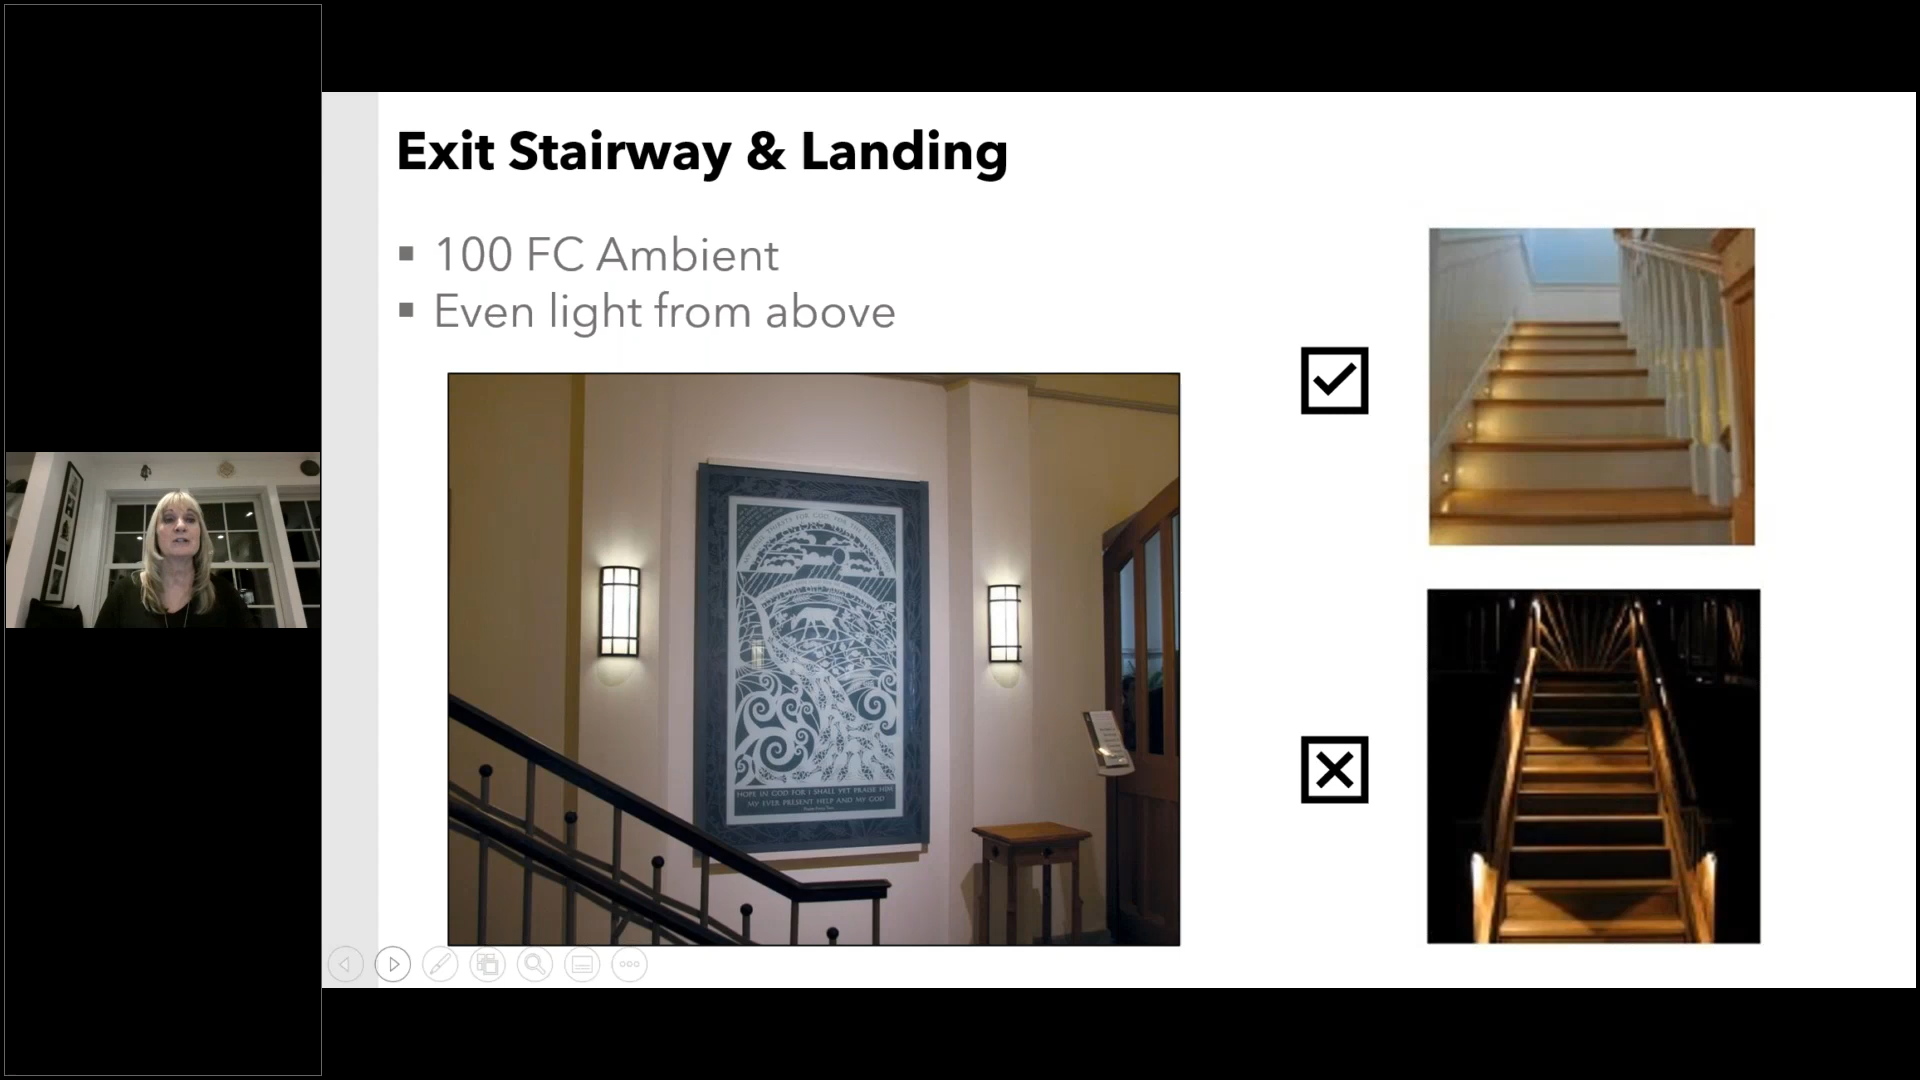 Exit Stairway & Landing
100 FC Ambient
Even light from above
HOPE IN GOD FOR I SHALL YET PRAISE HIM
MY EVER PRESENT HELP AND MY GOD